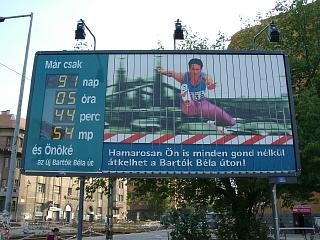 Már csak
91 nap
05 óra
44 perc
54 mp
és Önöké
az új Bartók Béla út
Hamarosan Ön is minden gond nélkül
átkelhet a Bartók Béla úton!